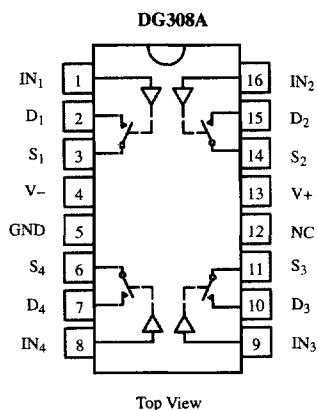 DG308A
IN1 1 16 IN2
D1 2 15 D2
S1 3 14 S2
V– 4 13 V+
GND 5 12 NC
S4 6 11 S3
D4 7 10 D3
IN4 8 9 IN3
Top View